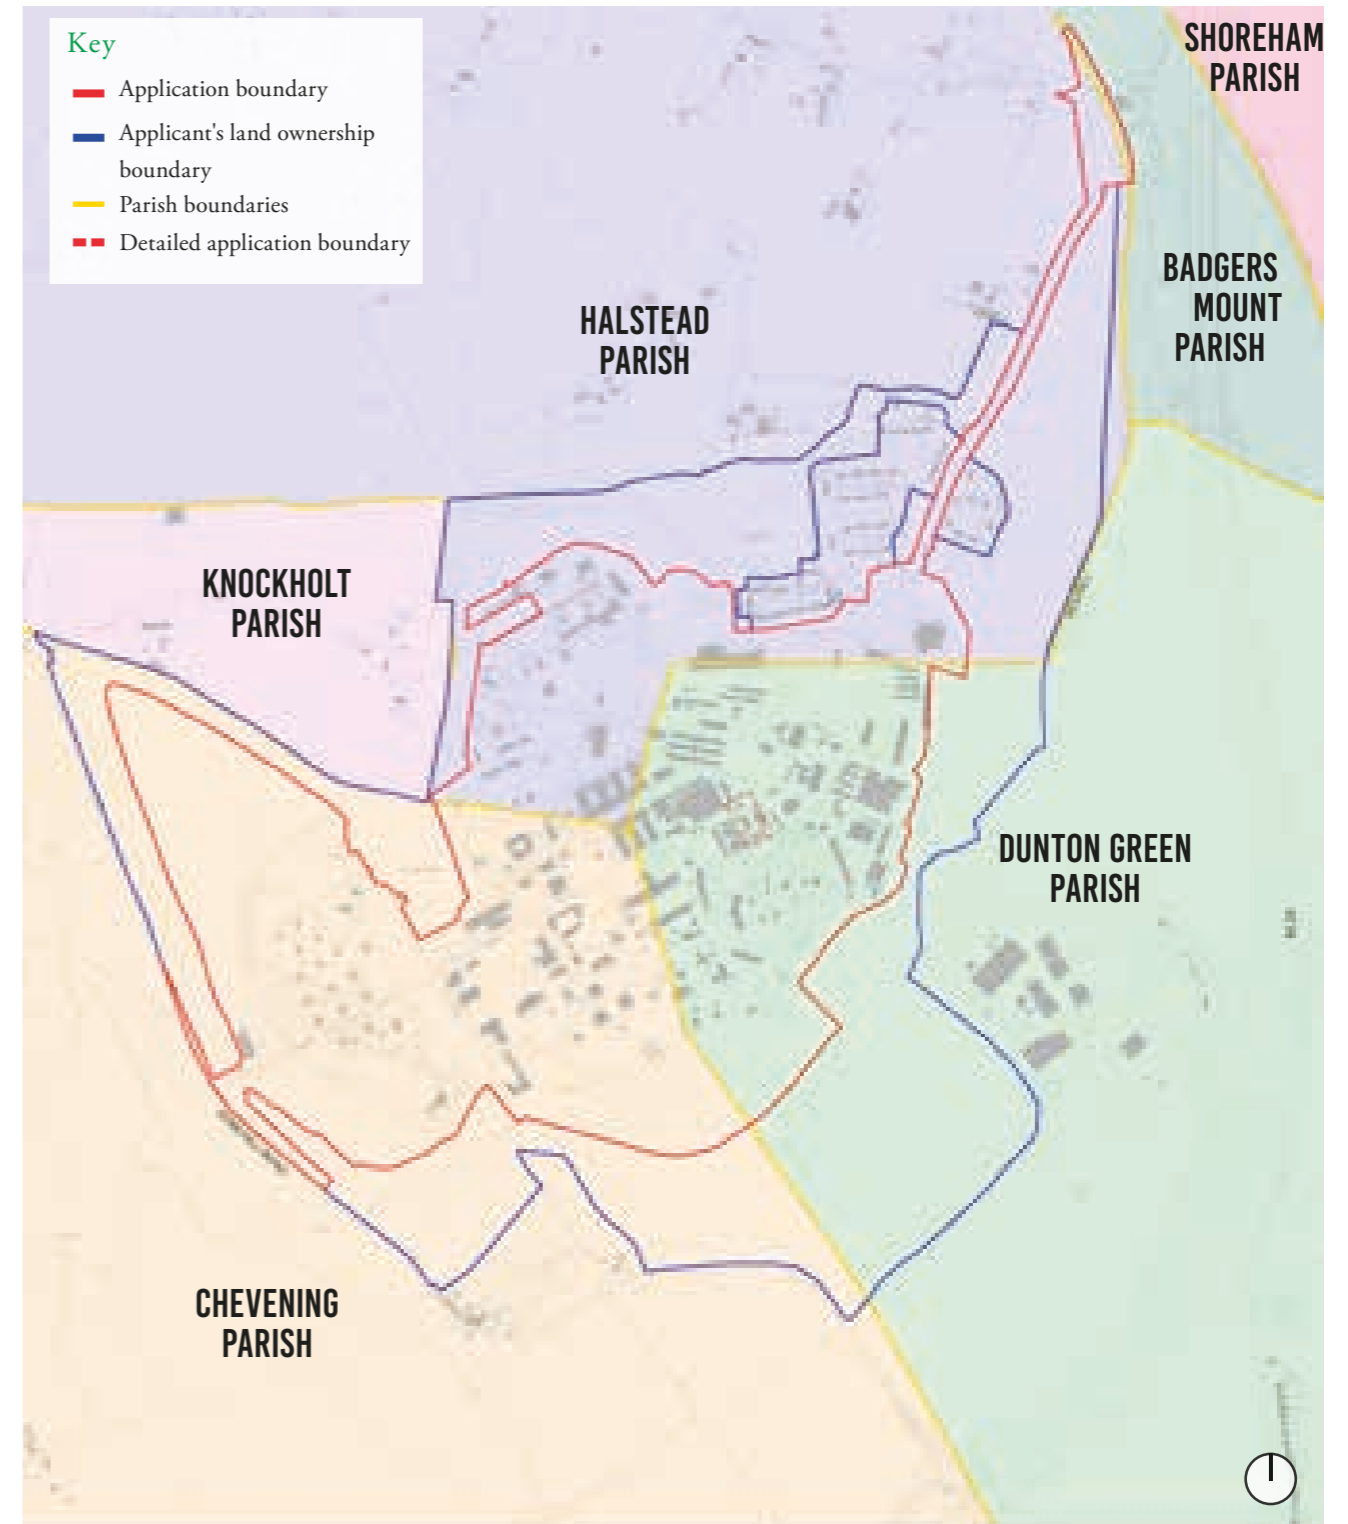 Key
Application boundary
Applicant's land ownership
boundary
Parish boundaries
Detailed application boundary
SHOREHAM
PARISH
BADGERS
MOUNT
PARISH
HALSTEAD
PARISH
KNOCKHOLT
PARISH
DUNTON GREEN
PARISH
CHEVENING
PARISH